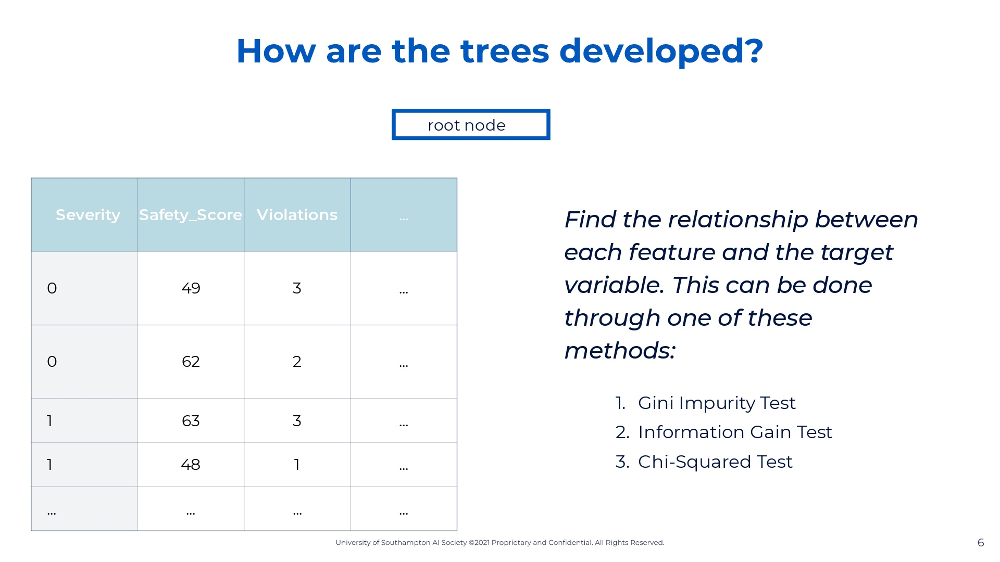 How are the trees developed?
root node
Severity Safety_Score Violations ...
0 49 3 ...
0 62 2 ...
1 63 3 ...
1 48 1 ...
... ... ... ...
Find the relationship between
each feature and the target
variable. This can be done
through one of these
methods:
1. Gini Impurity Test
2. Information Gain Test
3. Chi-Squared Test
University of Southampton AI Society ©2021 Proprietary and Confidential. All Rights Reserved.
6